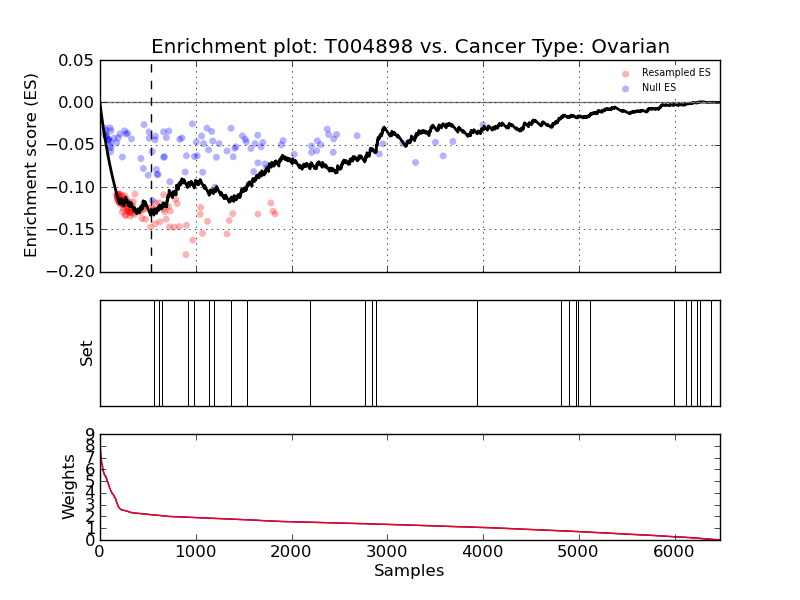 Enrichment plot: T004898 vs. Cancer Type: Ovarian
Enrichment score (ES)
0.05
0.00
−0.05
−0.10
−0.15
−0.20
Resampled ES
Null ES
Set
Weights
9
8
7
6
5
4
3
2
1
0
0 1000 2000 3000 4000 5000 6000
Samples